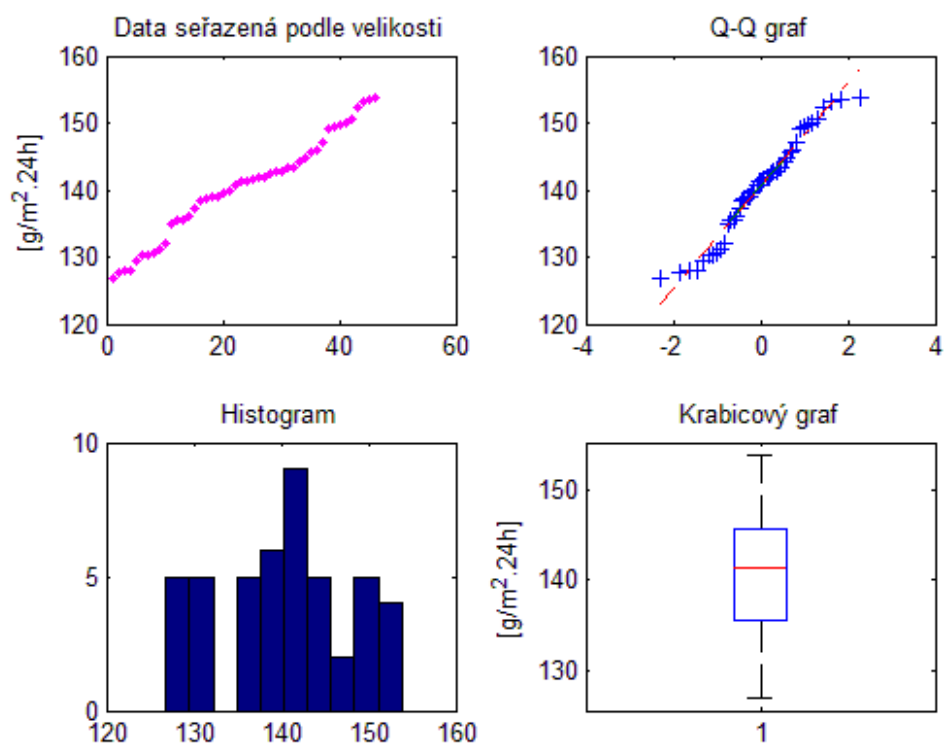 Data seřazená podle velikosti
160
150
140
130
120
[g/m².24h]
0 20 40 60
Q-Q graf
160
150
140
130
120
-4 -2 0 2 4
Histogram
10
5
0
120 130 140 150 160
Krabicový graf
150
140
130
[g/m².24h]
1